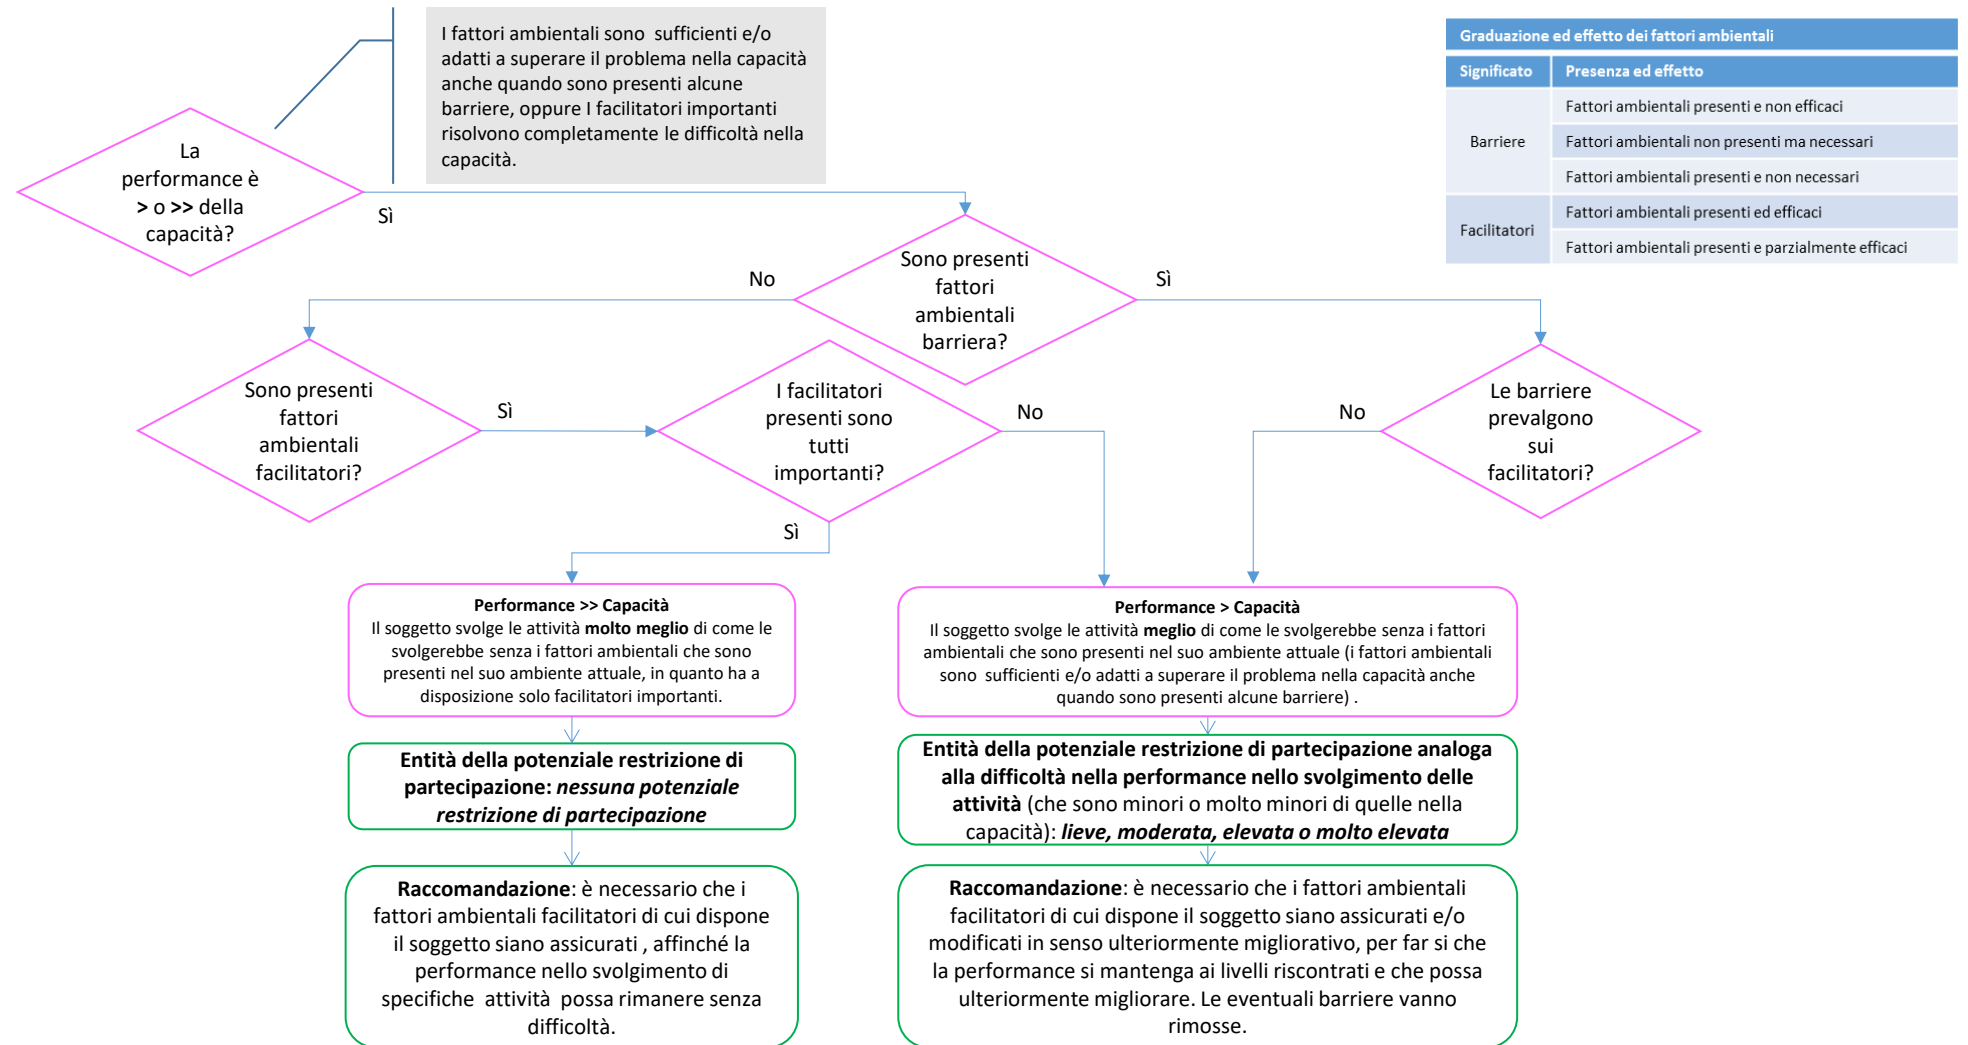 I fattori ambientali sono  sufficienti e/o
adatti a superare il problema nella capacità
anche quando sono presenti alcune
barriere, oppure I facilitatori importanti
risolvono completamente le difficoltà nella
capacità.
Graduazione ed effetto dei fattori ambientali
Significato
Presenza ed effetto
Barriere
Fattori ambientali presenti e non efficaci
Fattori ambientali non presenti ma necessari
Fattori ambientali presenti e non necessari
Facilitatori
Fattori ambientali presenti ed efficaci
Fattori ambientali presenti e parzialmente efficaci
La
performance è
> o >> della
capacità?
Sì
Sono presenti
fattori
ambientali
barriera?
No
Sì
Sono presenti
fattori
ambientali
facilitatori?
Sì
I facilitatori
presenti sono
tutti
importanti?
No
Sì
Le barriere
prevalgono
sui
facilitatori?
No
Performance >> Capacità
Il soggetto svolge le attività molto meglio di come le
svolgerebbe senza i fattori ambientali che sono
presenti nel suo ambiente attuale, in quanto ha a
disposizione solo facilitatori importanti.
Performance > Capacità
Il soggetto svolge le attività meglio di come le svolgerebbe senza i fattori
ambientali che sono presenti nel suo ambiente attuale (i fattori ambientali
sono  sufficienti e/o adatti a superare il problema nella capacità anche
quando sono presenti alcune barriere) .
Entità della potenziale restrizione di
partecipazione: nessuna potenziale
restrizione di partecipazione
Entità della potenziale restrizione di partecipazione analoga
alla difficoltà nella performance nello svolgimento delle
attività (che sono minori o molto minori di quelle nella
capacità): lieve, moderata, elevata o molto elevata
Raccomandazione: è necessario che i
fattori ambientali facilitatori di cui dispone
il soggetto siano assicurati , affinché la
performance nello svolgimento di
specifiche  attività  possa rimanere senza
difficoltà.
Raccomandazione: è necessario che i fattori ambientali
facilitatori di cui dispone il soggetto siano assicurati e/o
modificati in senso ulteriormente migliorativo, per far si che
la performance si mantenga ai livelli riscontrati e che possa
ulteriormente migliorare. Le eventuali barriere vanno
rimosse.